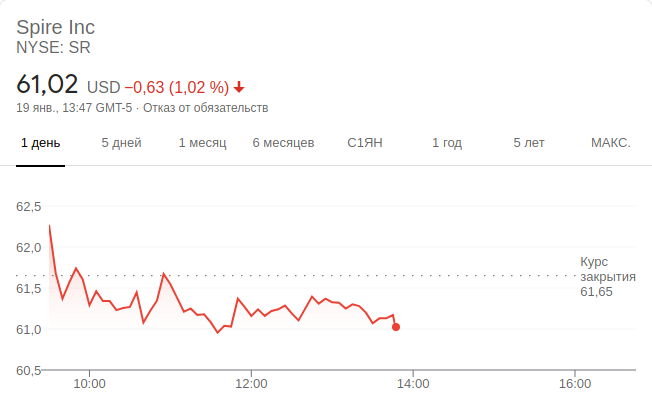 Spire Inc
NYSE: SR
61,02 USD −0,63 (1,02 %)
19 янв., 13:47 GMT-5 · Отказ от обязательств
1 день 5 дней 1 месяц 6 месяцев С1ЯН 1 год 5 лет МАКС.
62,5
62,0
61,5
61,0
60,5
Курс
закрытия
61,65
10:00 12:00 14:00 16:00